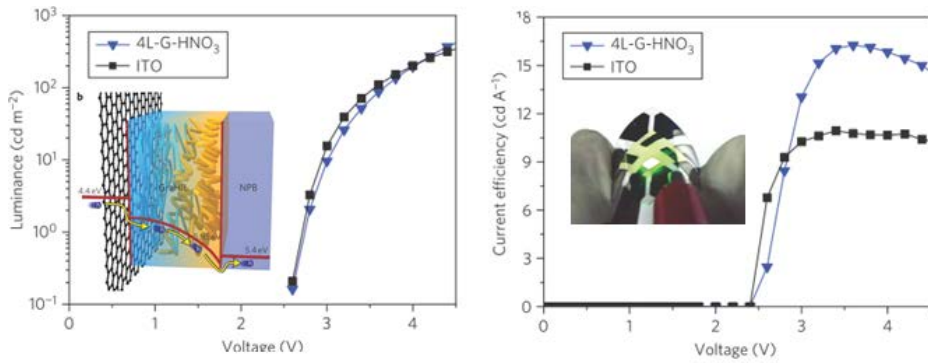 10³
10²
10¹
10⁰
10⁻¹
Luminance (cd m⁻²)
4L-G-HNO₃
ITO
b
4.4 eV
GraHIL
NPB
5.4 eV
0
1
2
3
4
Voltage (V)
18
15
12
9
6
3
0
Current efficiency (cd A⁻¹)
4L-G-HNO₃
ITO
0
1
2
3
4
Voltage (V)